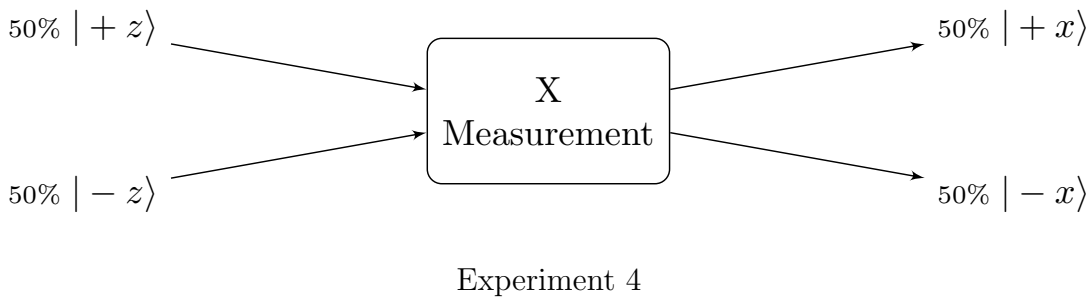 50% | + z⟩
50% | + x⟩
X
Measurement
50% | − z⟩
50% | − x⟩
Experiment 4